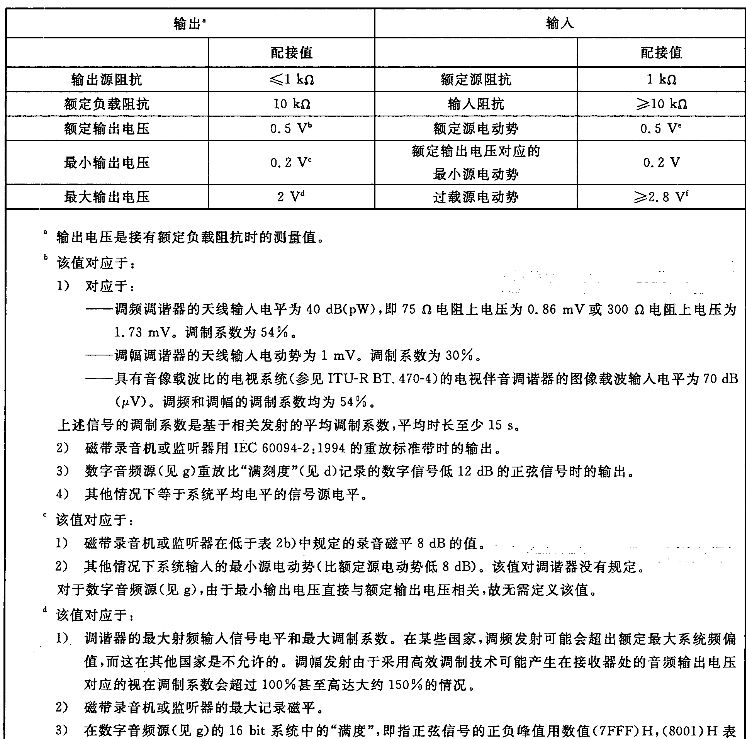 输出ᵃ 输入
配接值 配接值
输出源阻抗 ≤1 kΩ 额定源阻抗 1 kΩ
额定负载阻抗 10 kΩ 输入阻抗 ≥10 kΩ
额定输出电压 0.5 Vᵇ 额定源电动势 0.5 Vᵉ
最小输出电压 0.2 Vᶜ 额定输出电压对应的
最小源电动势 0.2 V
最大输出电压 2 Vᵈ 过载源电动势 ≥2.8 Vᶠ
ᵃ 输出电压是接有额定负载阻抗时的测量值。
ᵇ 该值对应于：
1) 对应于：
——调频调谐器的天线输入电平为 40 dB(pW)，即 75 Ω 电阻上电压为 0.86 mV 或 300 Ω 电阻上电压为
1.73 mV。调制系数为 54%。
——调幅调谐器的天线输入电动势为 1 mV。调制系数为 30%。
——具有音像载波比的电视系统(参见 ITU-R BT. 470-4)的电视伴音调谐器的图像载波输入电平为 70 dB
(μV)。调频和调幅的调制系数均为 54%。
上述信号的调制系数是基于相关发射的平均调制系数，平均时长至少 15 s。
2) 磁带录音机或监听器用 IEC 60094-2:1994 的重放标准带时的输出。
3) 数字音频源(见 g)重放比“满刻度”(见 d)记录的数字信号低 12 dB 的正弦信号时的输出。
4) 其他情况下等于系统平均电平的信号源电平。
ᶜ 该值对应于：
1) 磁带录音机或监听器在低于表 2b)中规定的录音磁平 8 dB 的值。
2) 其他情况下系统输入的最小源电动势(比额定源电动势低 8 dB)。该值对调谐器没有规定。
对于数字音频源(见 g)，由于最小输出电压直接与额定输出电压相关，故无需定义该值。
ᵈ 该值对应于：
1) 调谐器的最大射频输入信号电平和最大调制系数。在某些国家，调频发射可能会超出额定最大系统频偏
值，而这在其他国家是不允许的。调幅发射由于采用高效调制技术可能产生在接收器处的音频输出电压
对应的视在调制系数会超过 100%甚至高达大约 150%的情况。
2) 磁带录音机或监听器的最大记录磁平。
3) 在数字音频源(见 g)的 16 bit 系统中的“满度”，即指正弦信号的正负峰值用数值(7FFF)H，(8001)H 表